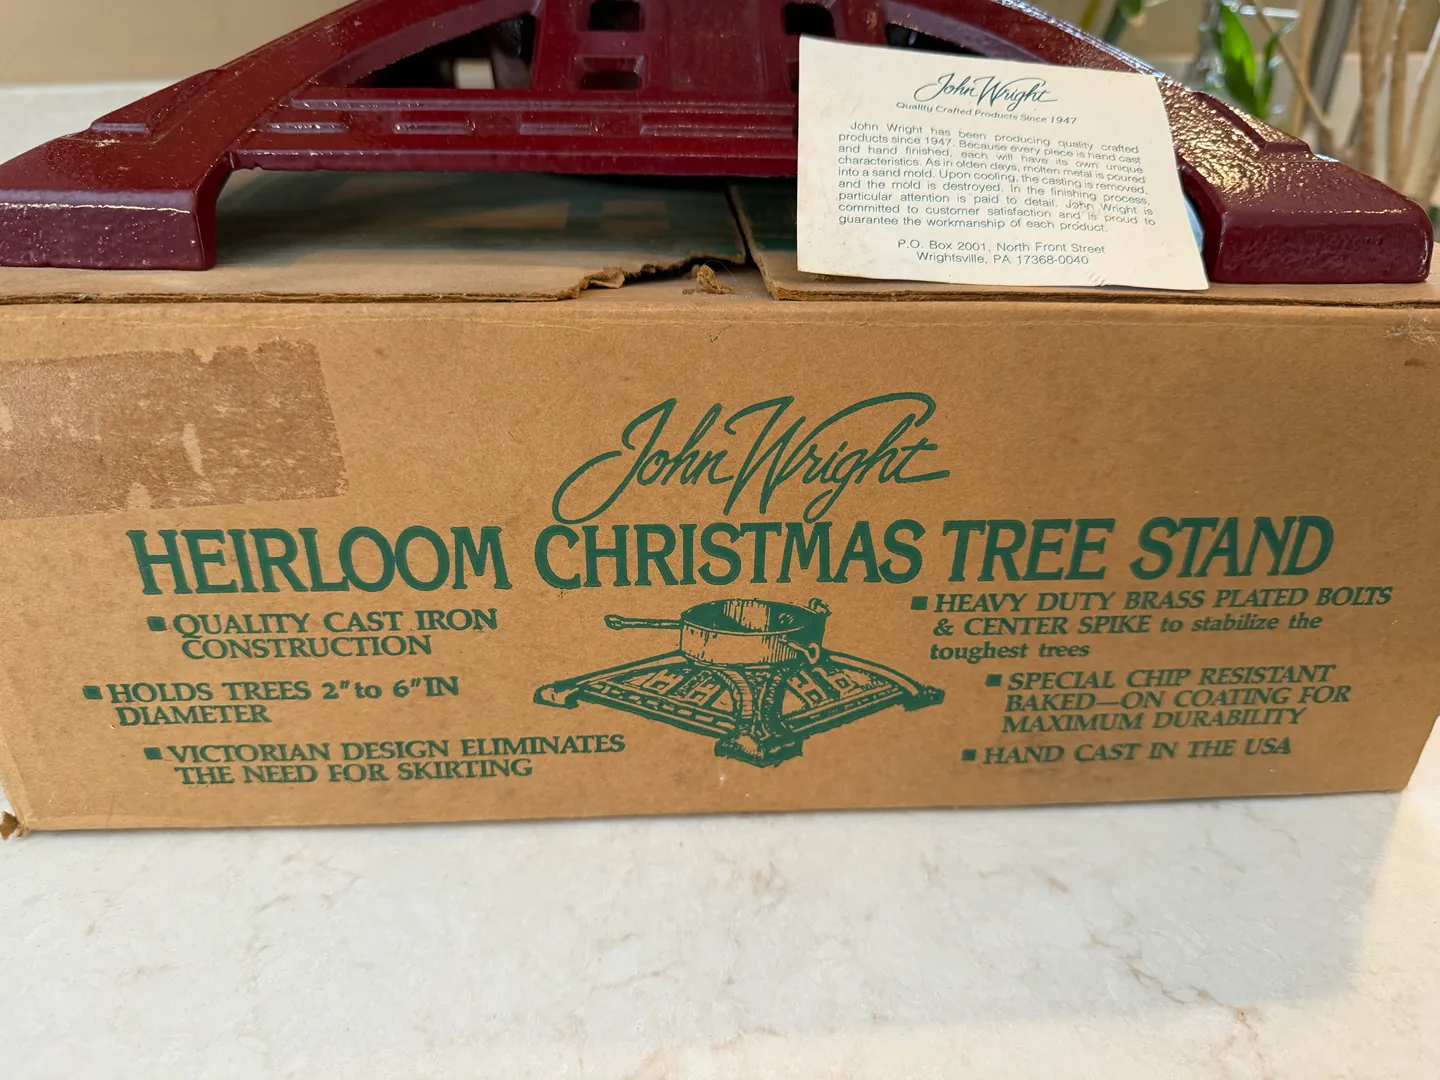 John Wright
Quality Crafted Products Since 1947
John Wright has been producing quality crafted
products since 1947. Because every piece is hand cast
and hand finished, each will have its own unique
characteristics. As in olden days, molten metal is poured
into a sand mold. Upon cooling, the casting is removed,
and the mold is destroyed. In the finishing process,
particular attention is paid to detail. John Wright is
committed to customer satisfaction and is proud to
guarantee the workmanship of each product.
P.O. Box 2001, North Front Street
Wrightsville, PA 17368-0040
John Wright
HEIRLOOM CHRISTMAS TREE STAND
QUALITY CAST IRON
CONSTRUCTION
HOLDS TREES 2" to 6" IN
DIAMETER
VICTORIAN DESIGN ELIMINATES
THE NEED FOR SKIRTING
HEAVY DUTY BRASS PLATED BOLTS
& CENTER SPIKE to stabilize the
toughest trees
SPECIAL CHIP RESISTANT
BAKED—ON COATING FOR
MAXIMUM DURABILITY
HAND CAST IN THE USA